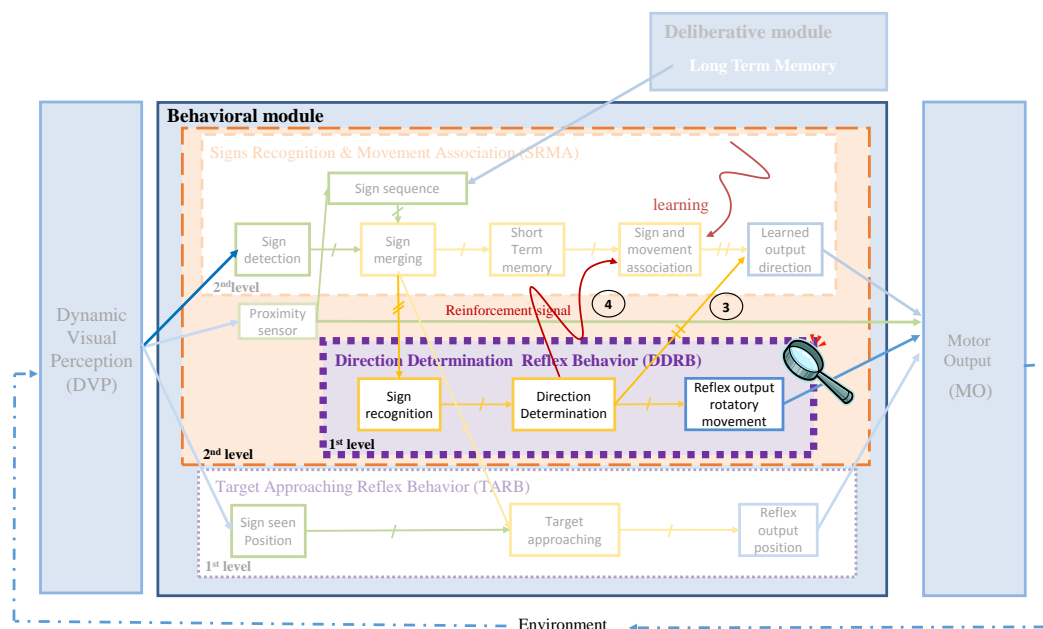 Deliberative module
Long Term Memory
Behavioral module
Signs Recognition & Movement Association (SRMA)
Sign sequence
learning
Sign
detection
Sign
merging
Short
Term
memory
Sign and
movement
association
Learned
output
direction
2nd level
Dynamic
Visual
Perception
(DVP)
Proximity
sensor
Reinforcement signal
4
3
Motor
Output
(MO)
Direction Determination Reflex Behavior (DDRB)
Sign
recognition
Direction
Determination
Reflex output
rotatory
movement
1st level
2nd level
Target Approaching Reflex Behavior (TARB)
Sign seen
Position
Target
approaching
Reflex
output
position
1st level
Environment